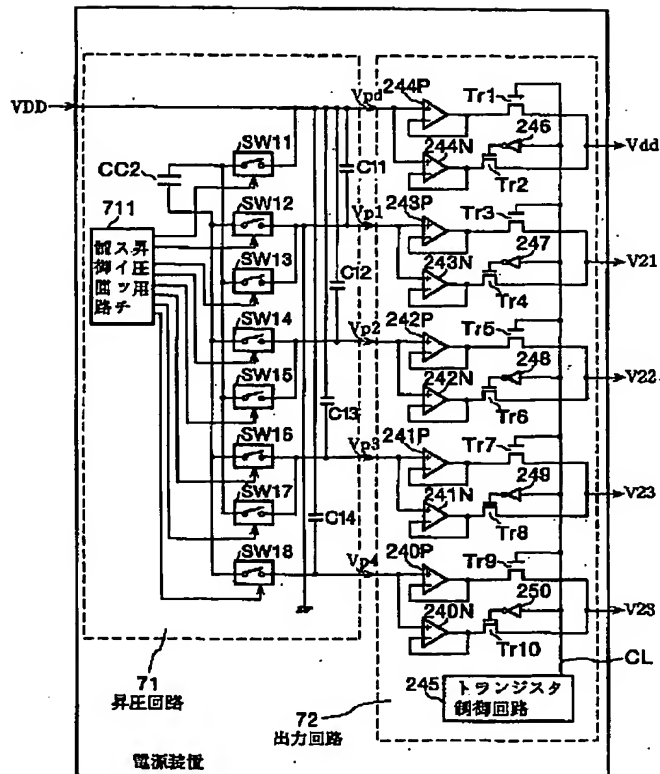 VDD
Vpd
244P
Tr1
246
Vdd
244N
Tr2
SW11
CC2
C11
711
昇圧用
スイッチ
制御回路
SW12
Vp1
243P
Tr3
247
V21
243N
Tr4
SW13
C12
SW14
Vp2
242P
Tr5
248
V22
242N
Tr6
SW15
C13
SW16
Vp3
241P
Tr7
249
V23
241N
Tr8
SW17
C14
SW18
Vp4
240P
Tr9
250
V2S
240N
Tr10
CL
245
トランジスタ
制御回路
71
昇圧回路
72
出力回路
電源装置